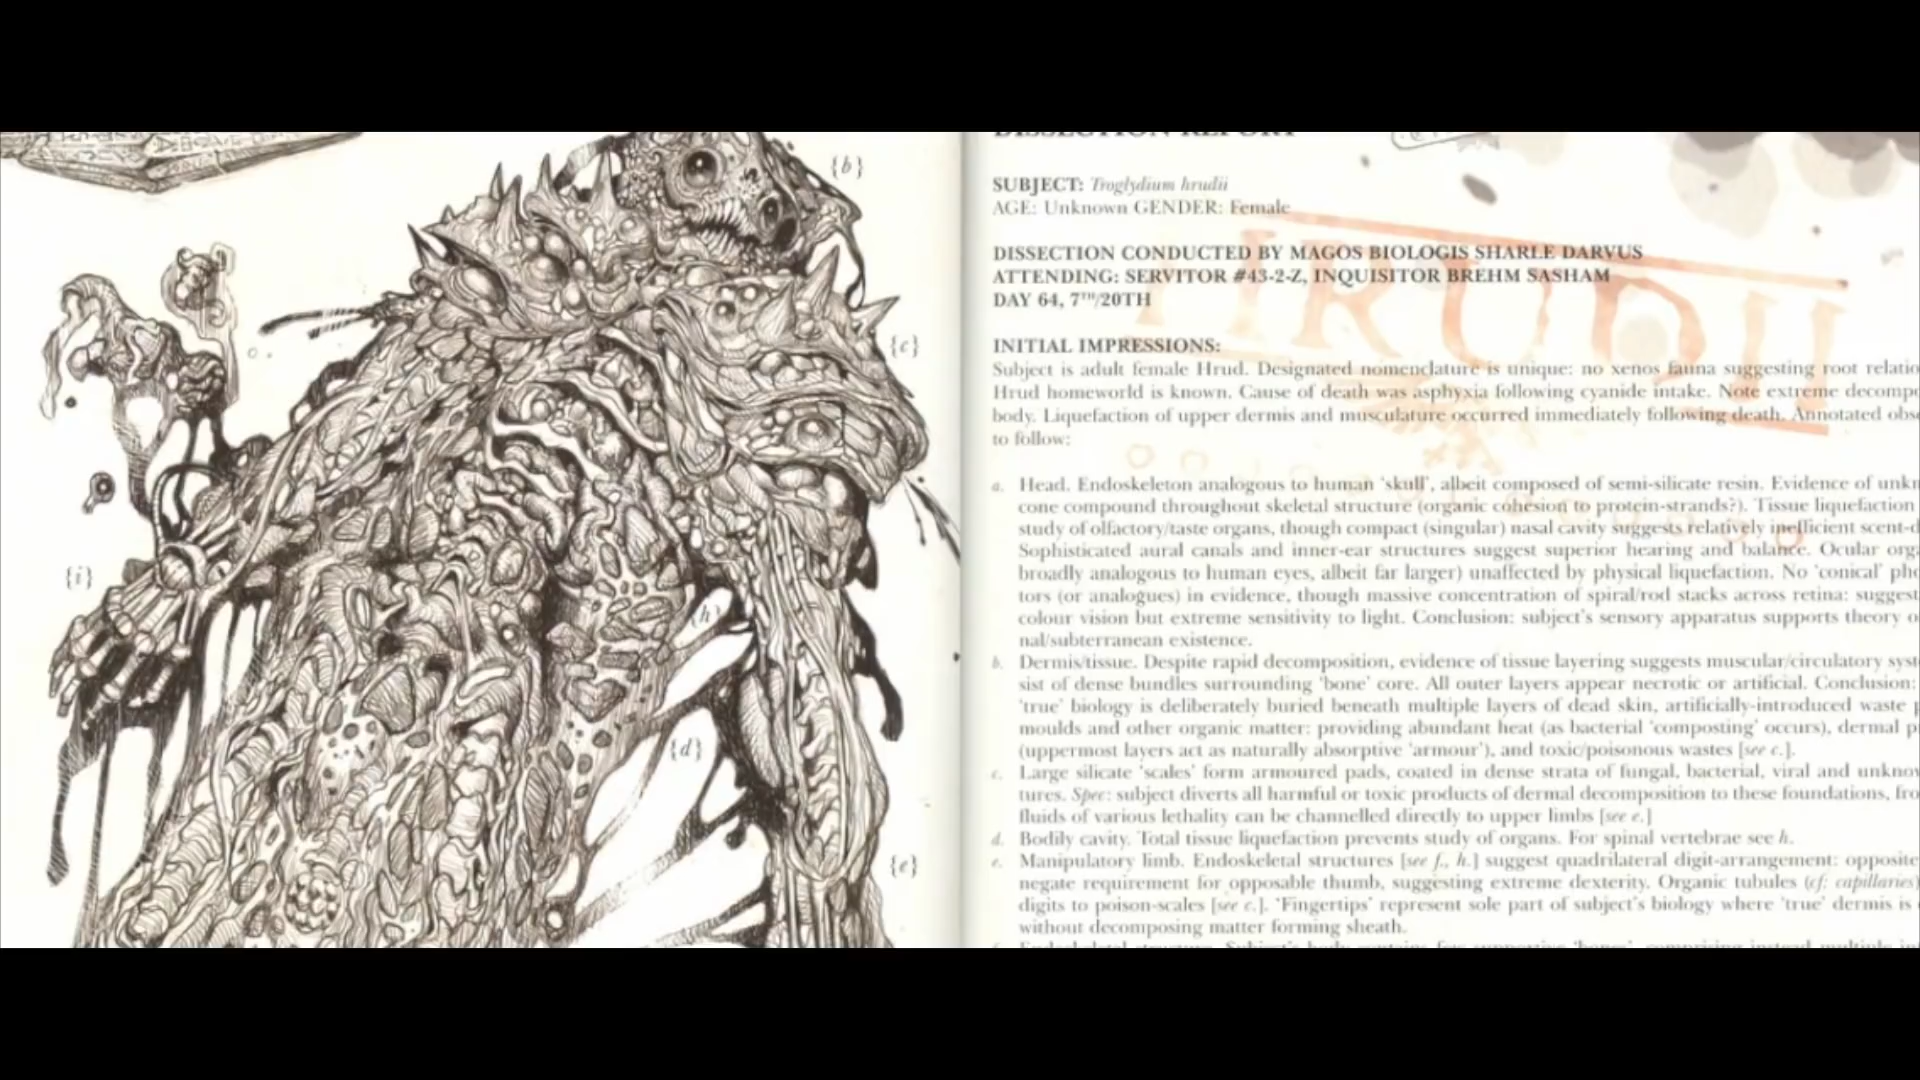 {b}
{c}
{i}
{h}
{d}
{e}
DISSECTION REPORT
HRUD
SUBJECT: Troglydium hrudii
AGE: Unknown GENDER: Female
DISSECTION CONDUCTED BY MAGOS BIOLOGIS SHARLE DARVUS
ATTENDING: SERVITOR #43-2-Z, INQUISITOR BREHM SASHAM
DAY 64, 7TH/20TH
INITIAL IMPRESSIONS:
Subject is adult female Hrud. Designated nomenclature is unique: no xenos fauna suggesting root relatio
Hrud homeworld is known. Cause of death was asphyxia following cyanide intake. Note extreme decompo
body. Liquefaction of upper dermis and musculature occurred immediately following death. Annotated obse
to follow:
a. Head. Endoskeleton analogous to human 'skull', albeit composed of semi-silicate resin. Evidence of unkn
cone compound throughout skeletal structure (organic cohesion to protein-strands?). Tissue liquefaction
study of olfactory/taste organs, though compact (singular) nasal cavity suggests relatively inefficient scent-d
Sophisticated aural canals and inner-ear structures suggest superior hearing and balance. Ocular orga
broadly analogous to human eyes, albeit far larger) unaffected by physical liquefaction. No 'conical' pho
tors (or analogues) in evidence, though massive concentration of spiral/rod stacks across retina: suggest
colour vision but extreme sensitivity to light. Conclusion: subject's sensory apparatus supports theory o
nal/subterranean existence.
b. Dermis/tissue. Despite rapid decomposition, evidence of tissue layering suggests muscular/circulatory syst
sist of dense bundles surrounding 'bone' core. All outer layers appear necrotic or artificial. Conclusion:
'true' biology is deliberately buried beneath multiple layers of dead skin, artificially-introduced waste p
moulds and other organic matter: providing abundant heat (as bacterial 'composting' occurs), dermal p
(uppermost layers act as naturally absorptive 'armour'), and toxic/poisonous wastes [see c.].
c. Large silicate 'scales' form armoured pads, coated in dense strata of fungal, bacterial, viral and unknow
tures. Spec: subject diverts all harmful or toxic products of dermal decomposition to these foundations, fro
fluids of various lethality can be channelled directly to upper limbs [see e.]
d. Bodily cavity. Total tissue liquefaction prevents study of organs. For spinal vertebrae see h.
e. Manipulatory limb. Endoskeletal structures [see f., h.] suggest quadrilateral digit-arrangement: opposite
negate requirement for opposable thumb, suggesting extreme dexterity. Organic tubules (cf: capillaries)
digits to poison-scales [see c.]. 'Fingertips' represent sole part of subject's biology where 'true' dermis is
without decomposing matter forming sheath.